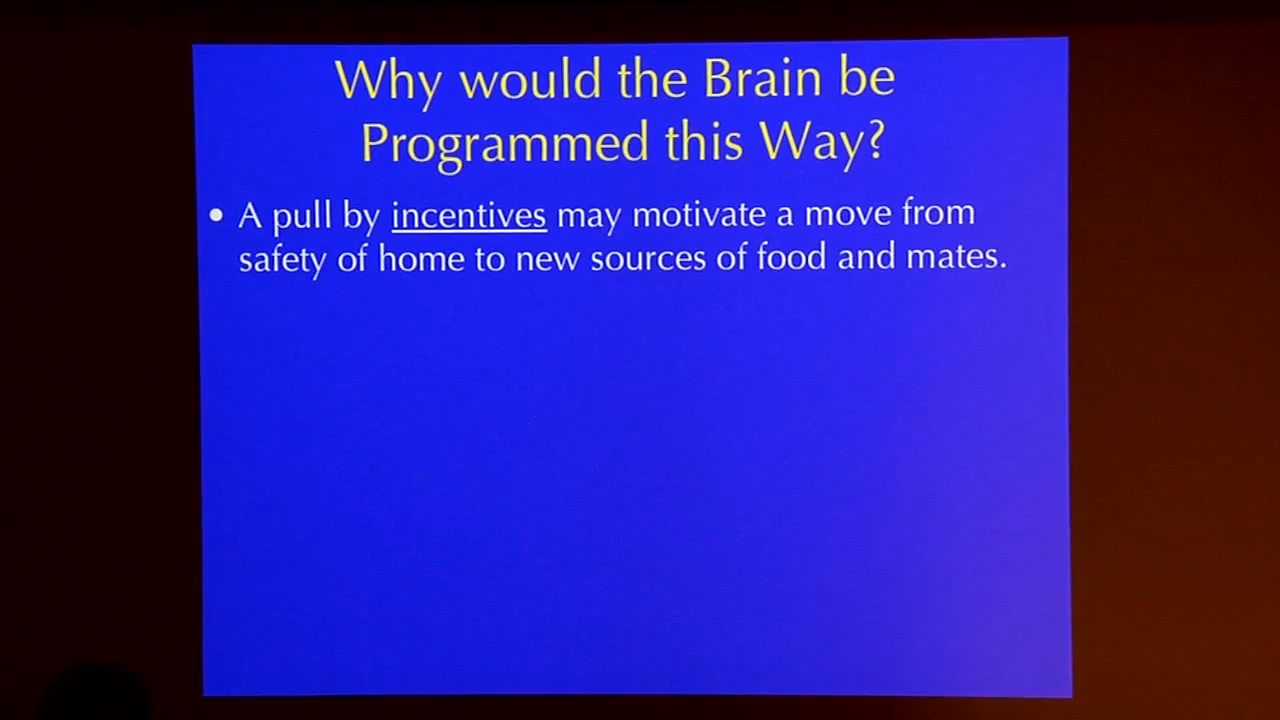 Why would the Brain be
Programmed this Way?
• A pull by incentives may motivate a move from
safety of home to new sources of food and mates.